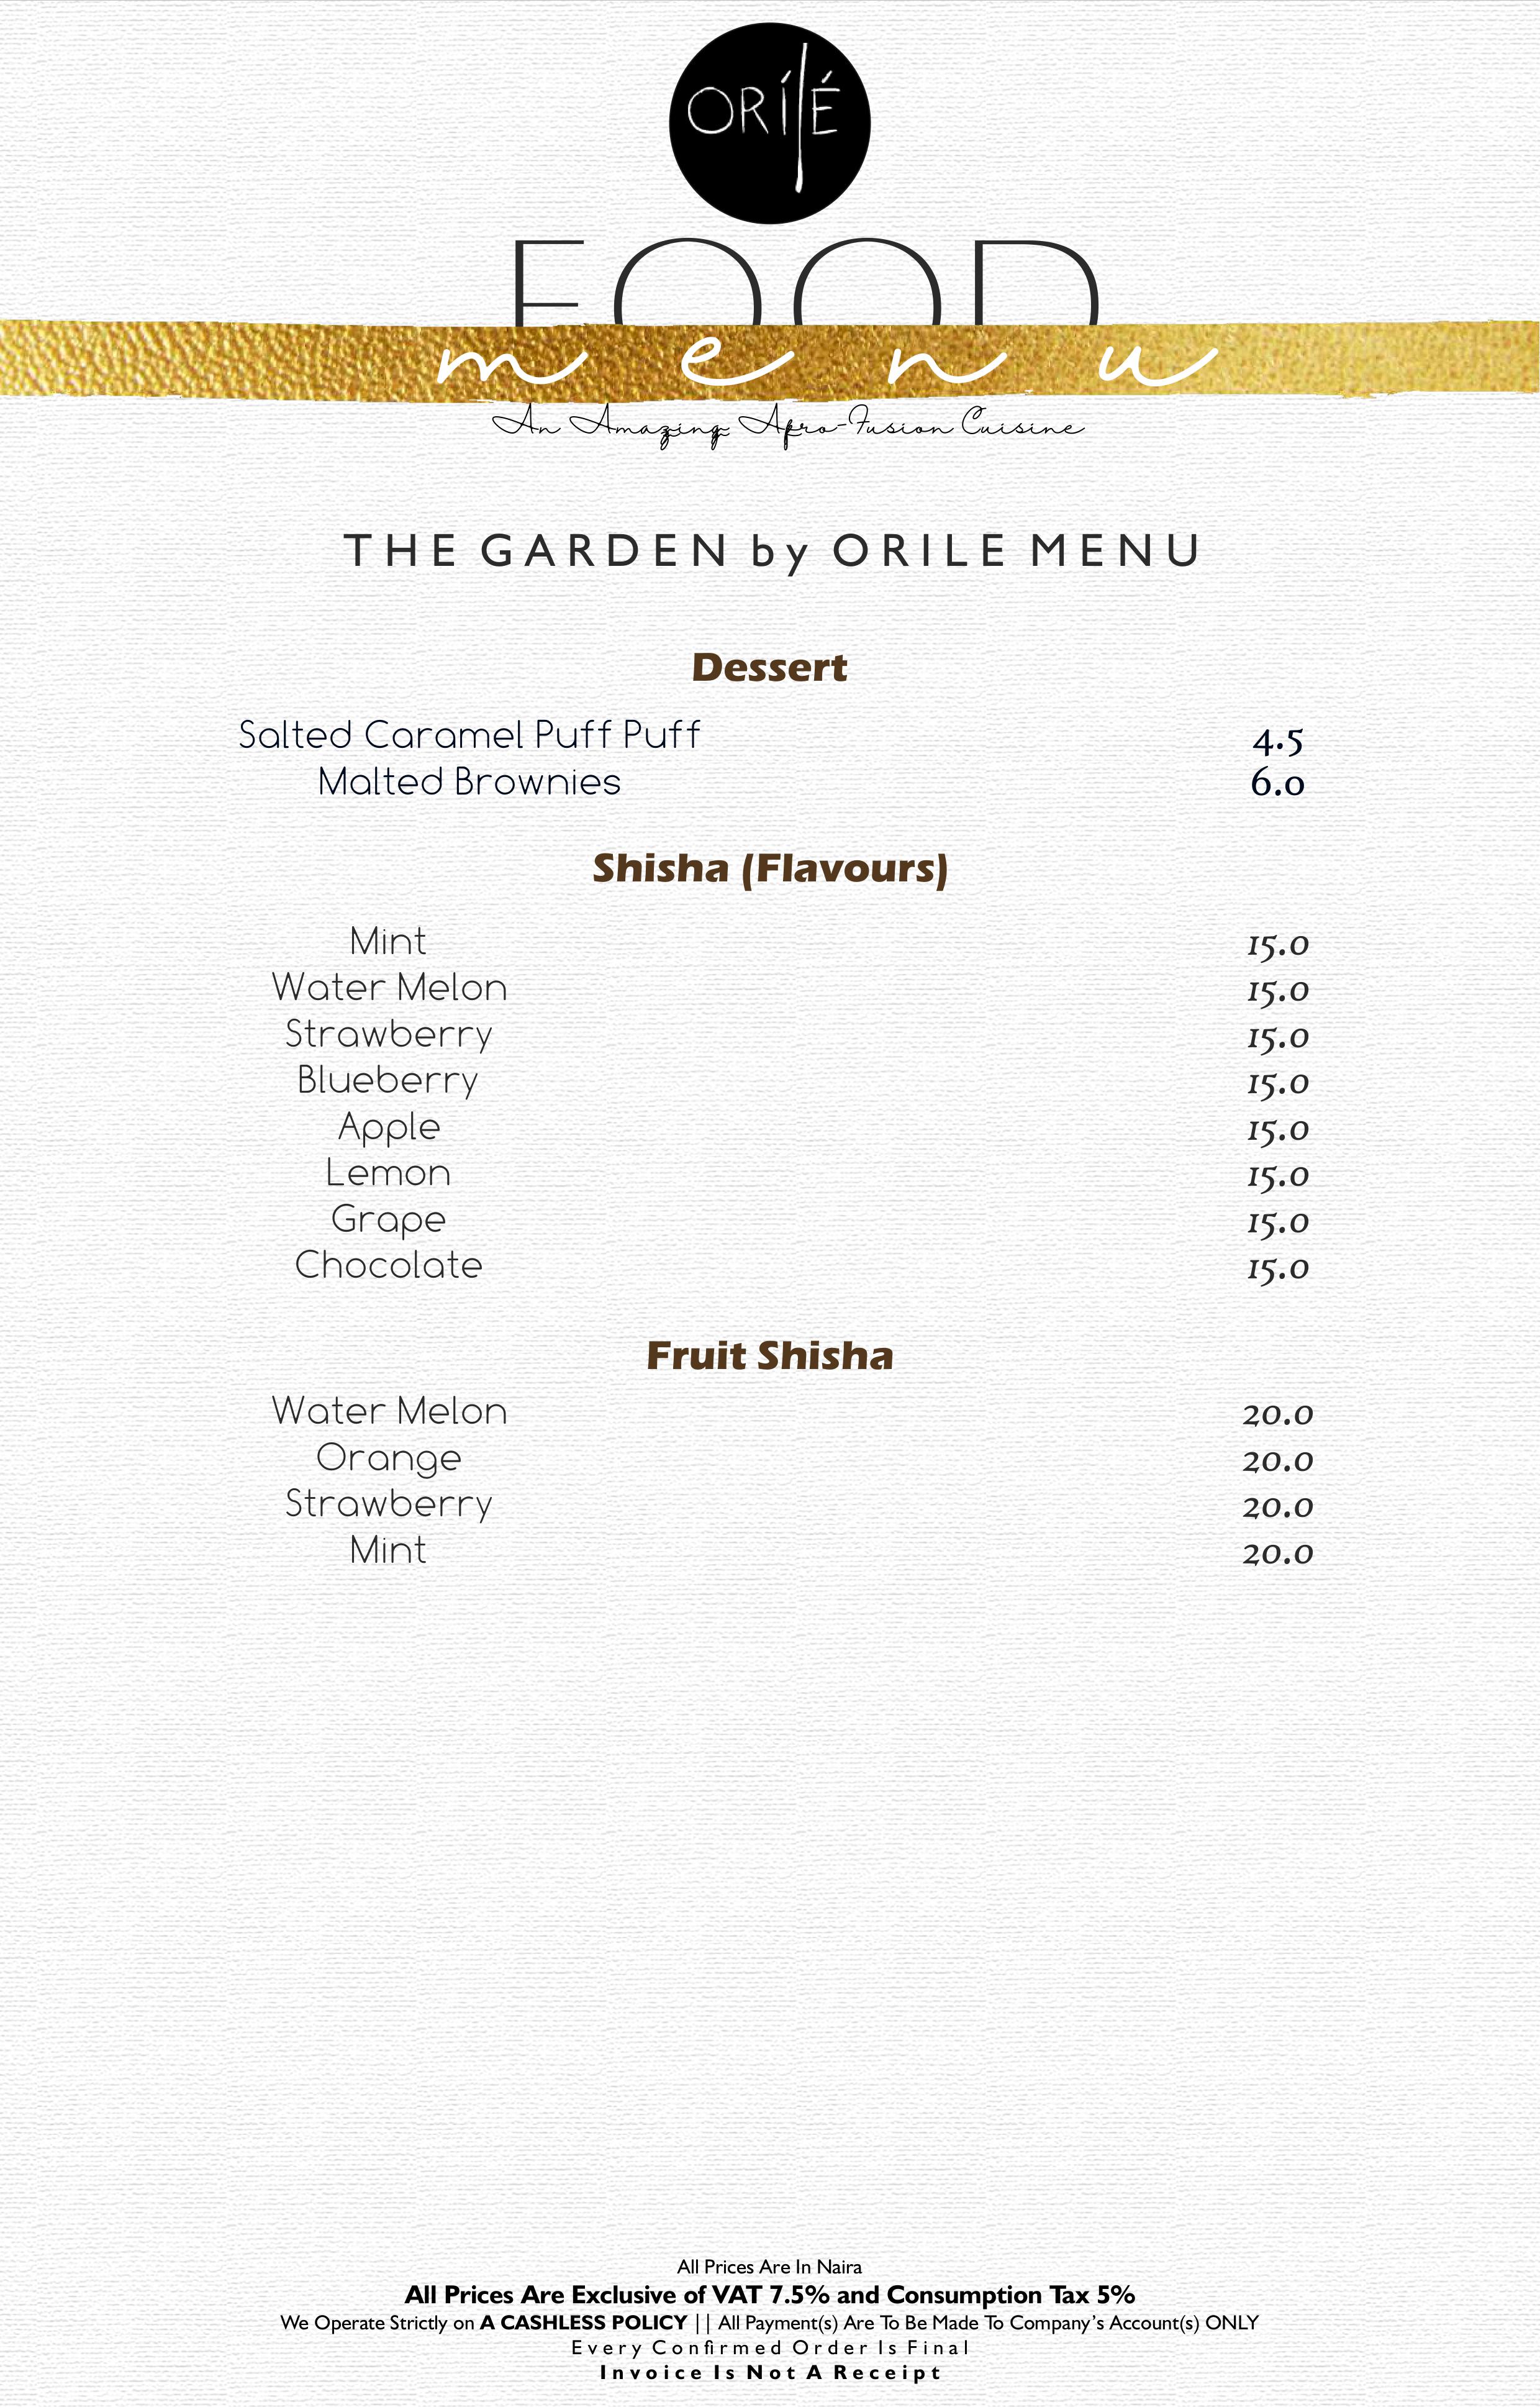 ORÍLÉ
FOOD
menu
An Amazing Afro-Fusion Cuisine
THE GARDEN by ORILE MENU
Dessert
Salted Caramel Puff Puff 4.5
Malted Brownies 6.0
Shisha (Flavours)
Mint 15.0
Water Melon 15.0
Strawberry 15.0
Blueberry 15.0
Apple 15.0
Lemon 15.0
Grape 15.0
Chocolate 15.0
Fruit Shisha
Water Melon 20.0
Orange 20.0
Strawberry 20.0
Mint 20.0
All Prices Are In Naira
All Prices Are Exclusive of VAT 7.5% and Consumption Tax 5%
We Operate Strictly on A CASHLESS POLICY || All Payment(s) Are To Be Made To Company’s Account(s) ONLY
Every Confirmed Order Is Final
Invoice Is Not A Receipt